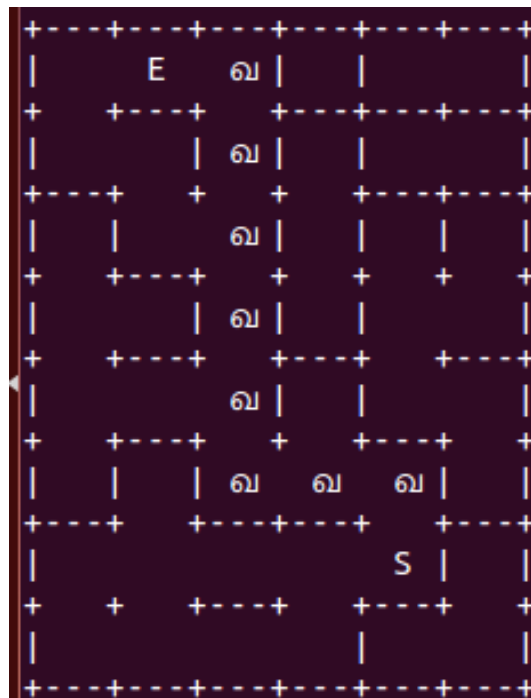 +---+---+---+---+---+---+
|     E   வ |   |       |
+   +---+   +---+---+---+
|       | வ |   |       |
+---+   +   +   +---+---+
|   |     வ |   |   |   |
+   +---+   +   +   +   +
|       | வ |   |       |
+   +---+   +---+   +---+
|         வ |   |       |
+   +---+   +   +---+   +
|   |   | வ   வ   வ |   |
+---+   +---+---+   +---+
|                 S |   |
+   +   +---+   +---+   +
|               |       |
+---+---+---+---+---+---+